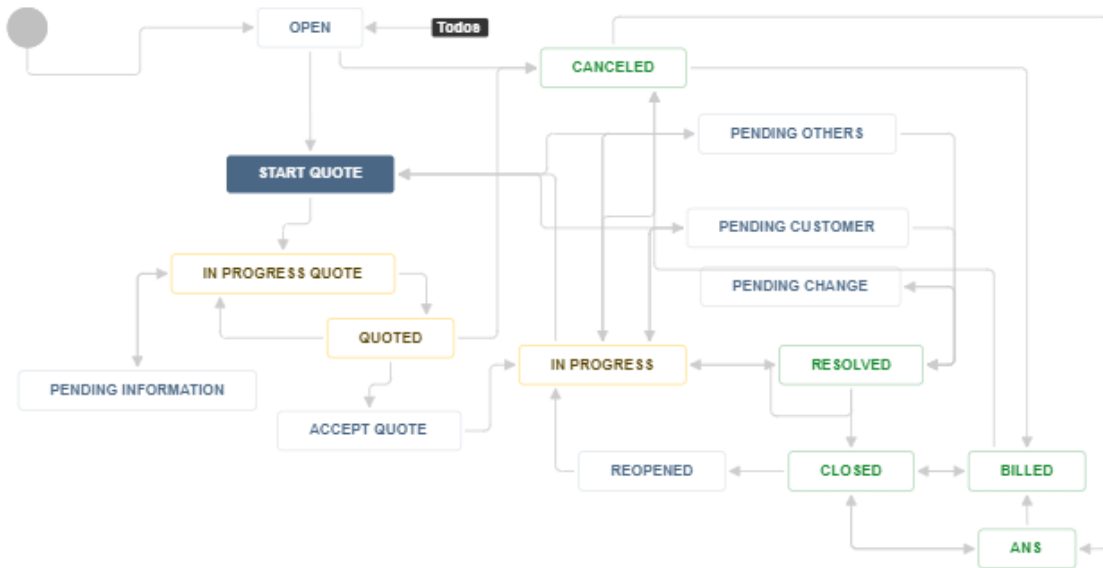 OPEN
Todos
CANCELED
PENDING OTHERS
START QUOTE
PENDING CUSTOMER
IN PROGRESS QUOTE
PENDING CHANGE
QUOTED
IN PROGRESS
RESOLVED
PENDING INFORMATION
ACCEPT QUOTE
REOPENED
CLOSED
BILLED
ANS